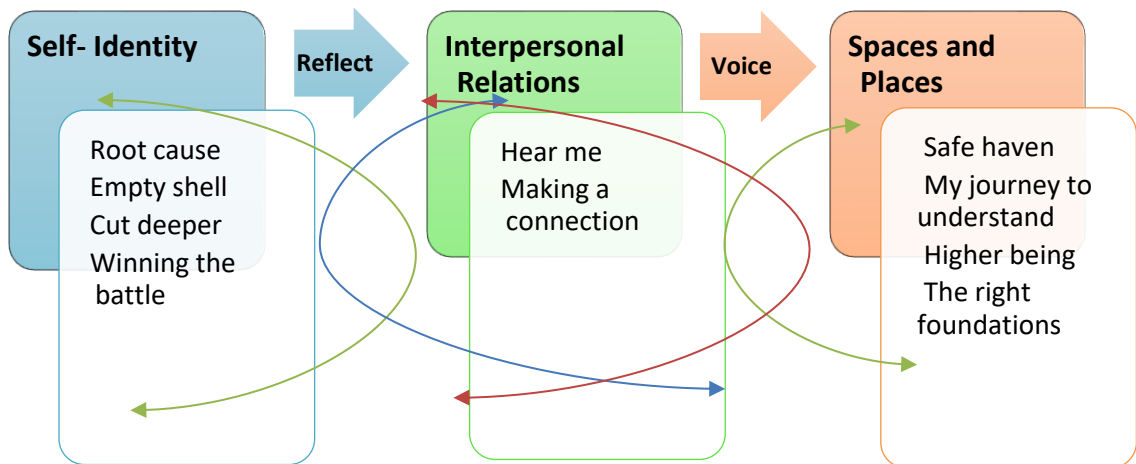 Self- Identity
Root cause
Empty shell
Cut deeper
Winning the
battle
Reflect
Interpersonal
Relations
Hear me
Making a
connection
Voice
Spaces and
Places
Safe haven
My journey to
understand
Higher being
The right
foundations